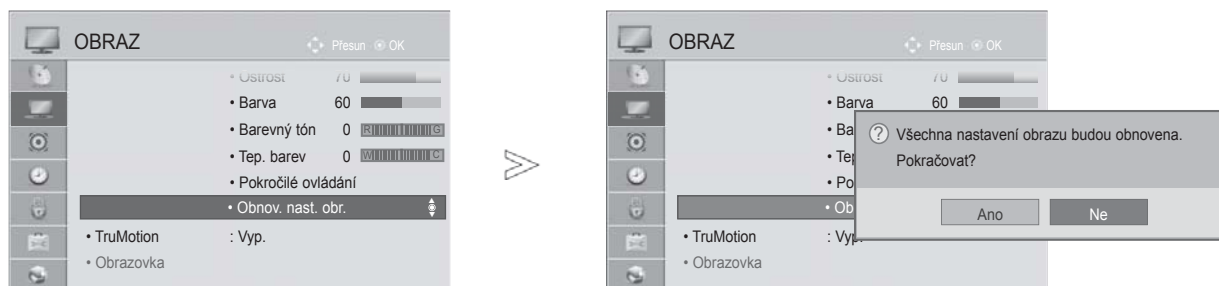 OBRAZ
Přesun OK
• Ostrost 70
• Barva 60
• Barevný tón 0 R G
• Tep. barev 0 W C
• Pokročilé ovládání
• Obnov. nast. obr.
• TruMotion : Vyp.
• Obrazovka
OBRAZ
Přesun OK
• Ostrost 70
• Barva 60
• Ba
• Tep
• Po
• Ob
• TruMotion : Vyp.
• Obrazovka
? Všechna nastavení obrazu budou obnovena.
Pokračovat?
Ano Ne